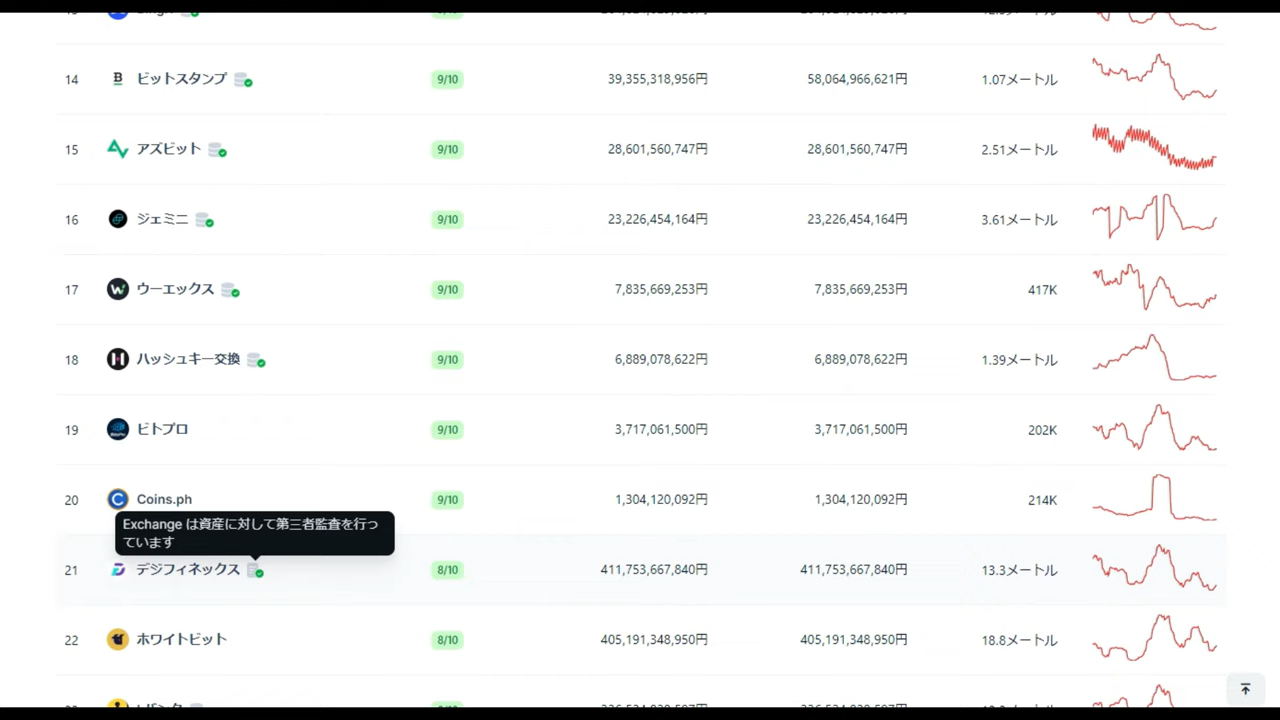 14 ビットスタンプ 9/10 39,355,318,956円 58,064,966,621円 1.07メートル
15 アズビット 9/10 28,601,560,747円 28,601,560,747円 2.51メートル
16 ジェミニ 9/10 23,226,454,164円 23,226,454,164円 3.61メートル
17 ウーエックス 9/10 7,835,669,253円 7,835,669,253円 417K
18 ハッシュキー交換 9/10 6,889,078,622円 6,889,078,622円 1.39メートル
19 ビトプロ 9/10 3,717,061,500円 3,717,061,500円 202K
20 Coins.ph 9/10 1,304,120,092円 1,304,120,092円 214K
Exchange は資産に対して第三者監査を行っ
ています
21 デジフィネックス 8/10 411,753,667,840円 411,753,667,840円 13.3メートル
22 ホワイトビット 8/10 405,191,348,950円 405,191,348,950円 18.8メートル